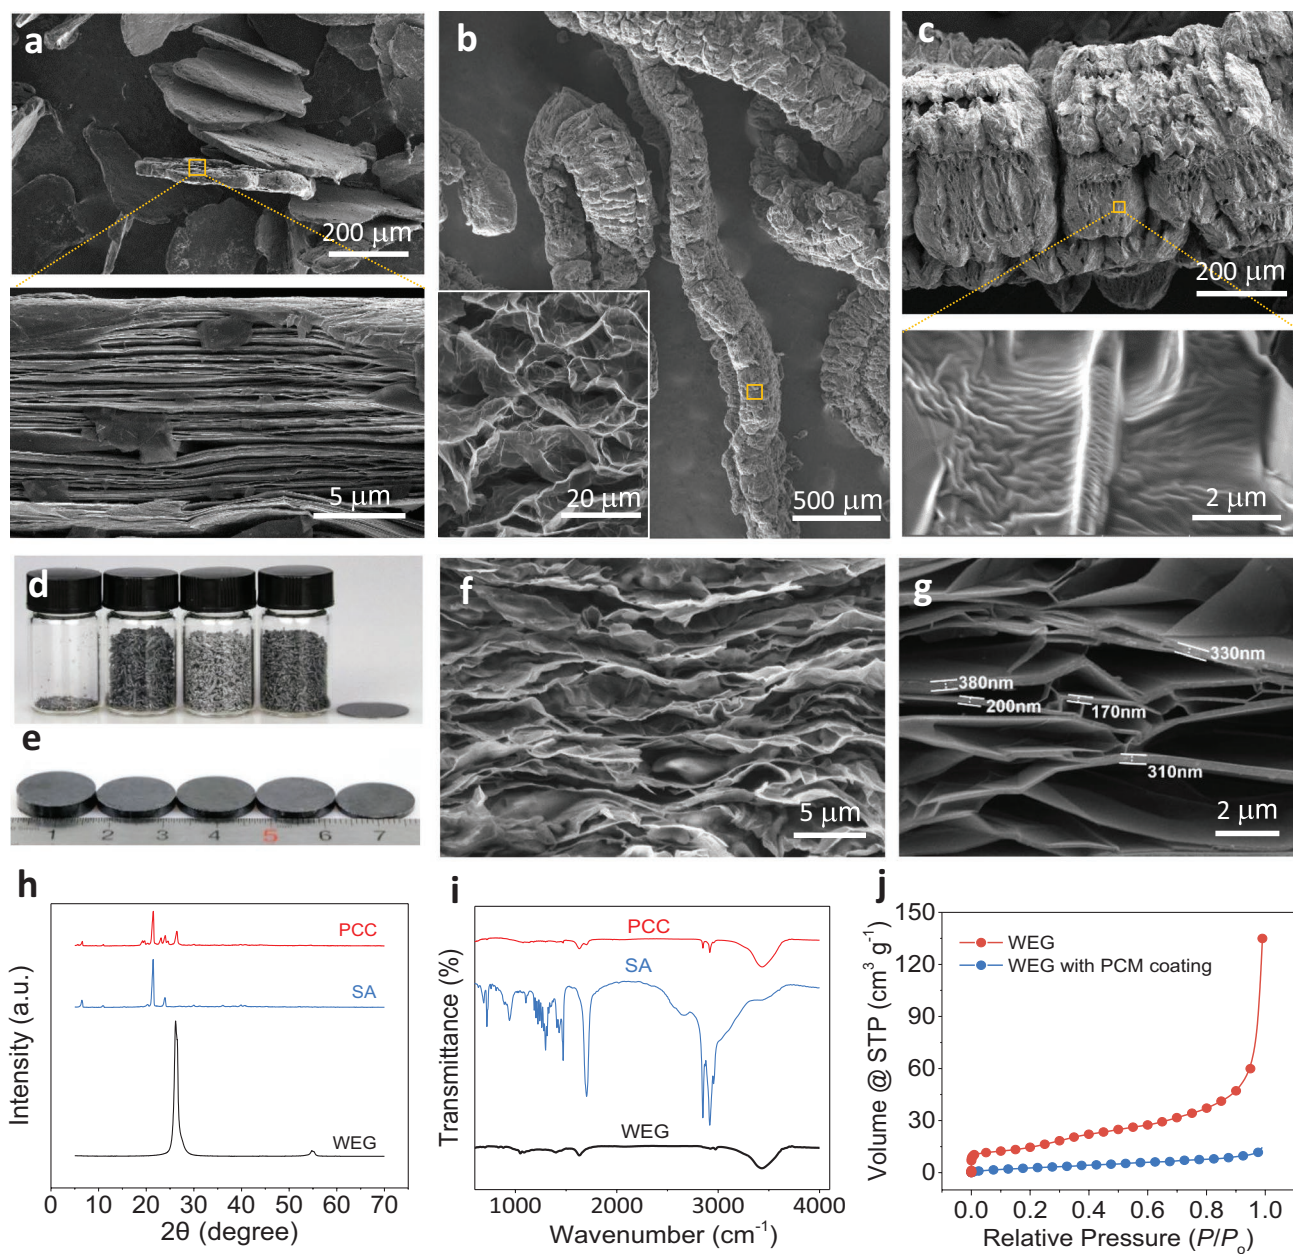 a
200 μm
5 μm
b
20 μm
500 μm
c
200 μm
2 μm
d
e
1 2 3 4 5 6 7
f
5 μm
g
330nm
380nm
200nm
170nm
310nm
2 μm
h
PCC
SA
WEG
Intensity (a.u.)
0 10 20 30 40 50 60 70
2θ (degree)
i
PCC
SA
WEG
Transmittance (%)
1000 2000 3000 4000
Wavenumber (cm⁻¹)
j
WEG
WEG with PCM coating
Volume @ STP (cm³ g⁻¹)
150
120
90
60
30
0
0.0 0.2 0.4 0.6 0.8 1.0
Relative Pressure (P/Pₒ)